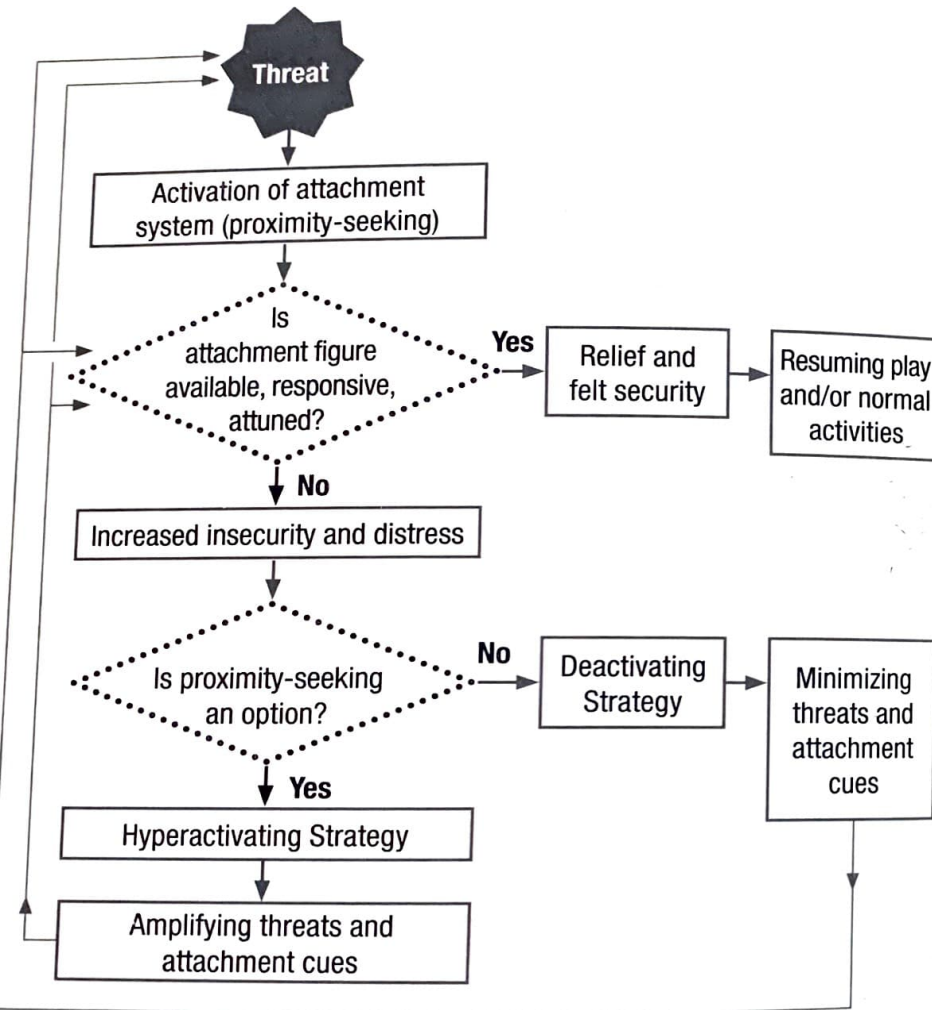 Threat
Activation of attachment
system (proximity-seeking)
Is
attachment figure
available, responsive,
attuned?
Yes
Relief and
felt security
Resuming play
and/or normal
activities
No
Increased insecurity and distress
Is proximity-seeking
an option?
No
Deactivating
Strategy
Minimizing
threats and
attachment
cues
Yes
Hyperactivating Strategy
Amplifying threats and
attachment cues